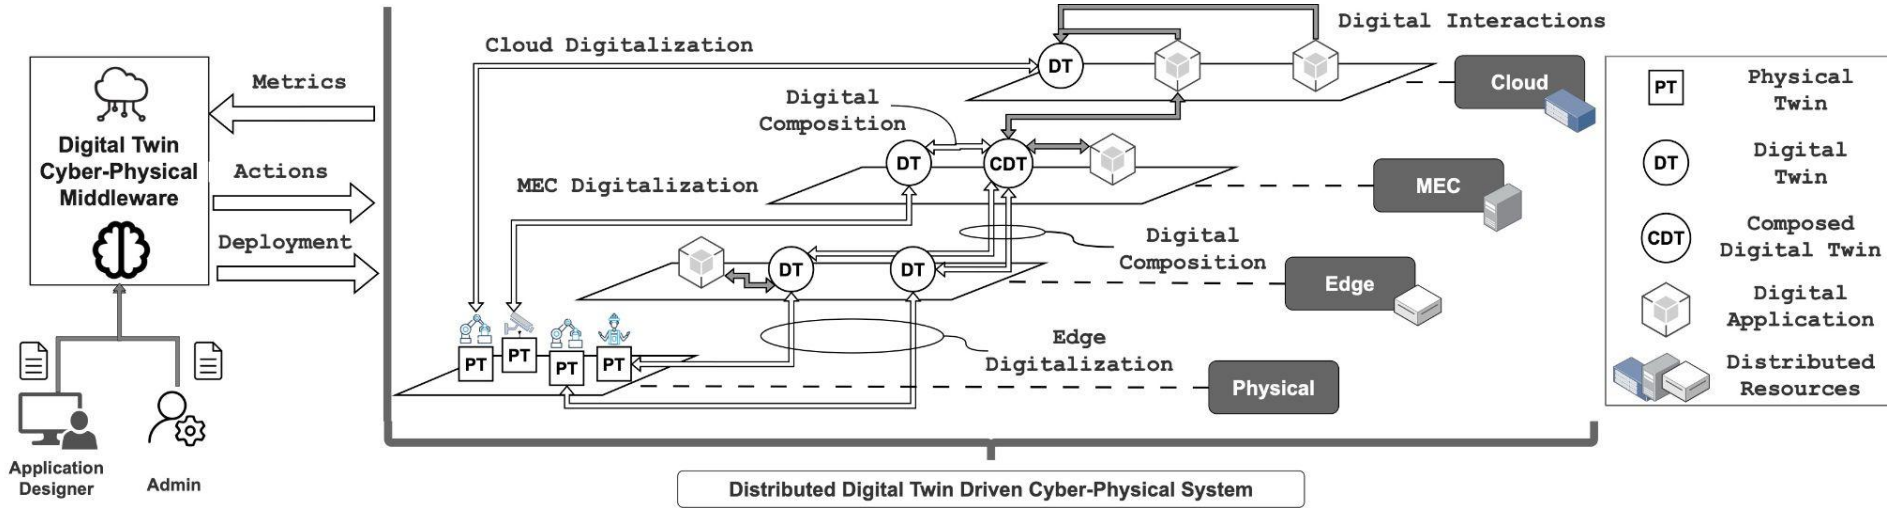 Digital Twin
Cyber-Physical
Middleware
Application
Designer
Admin
Metrics
Actions
Deployment
Cloud Digitalization
Digital Interactions
DT
Cloud
Digital
Composition
DT
CDT
MEC Digitalization
MEC
DT
DT
Digital
Composition
Edge
PT
PT
PT
PT
Edge
Digitalization
Physical
Distributed Digital Twin Driven Cyber-Physical System
PT
Physical
Twin
DT
Digital
Twin
CDT
Composed
Digital Twin
Digital
Application
Distributed
Resources